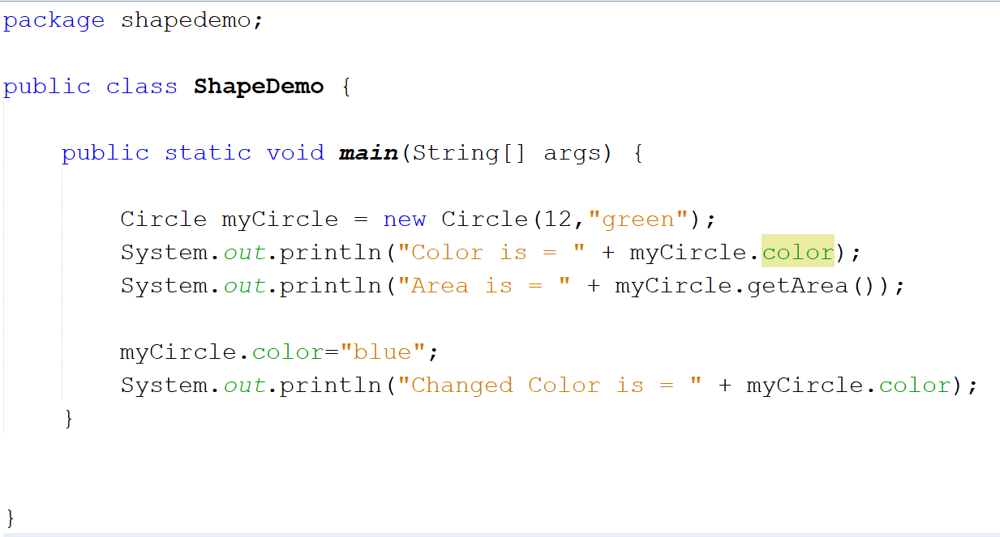 package shapedemo;
public class ShapeDemo {
public static void main(String[] args) {
Circle myCircle = new Circle(12,"green");
System.out.println("Color is = " + myCircle.color);
System.out.println("Area is = " + myCircle.getArea());
myCircle.color="blue";
System.out.println("Changed Color is = " + myCircle.color);
}
}